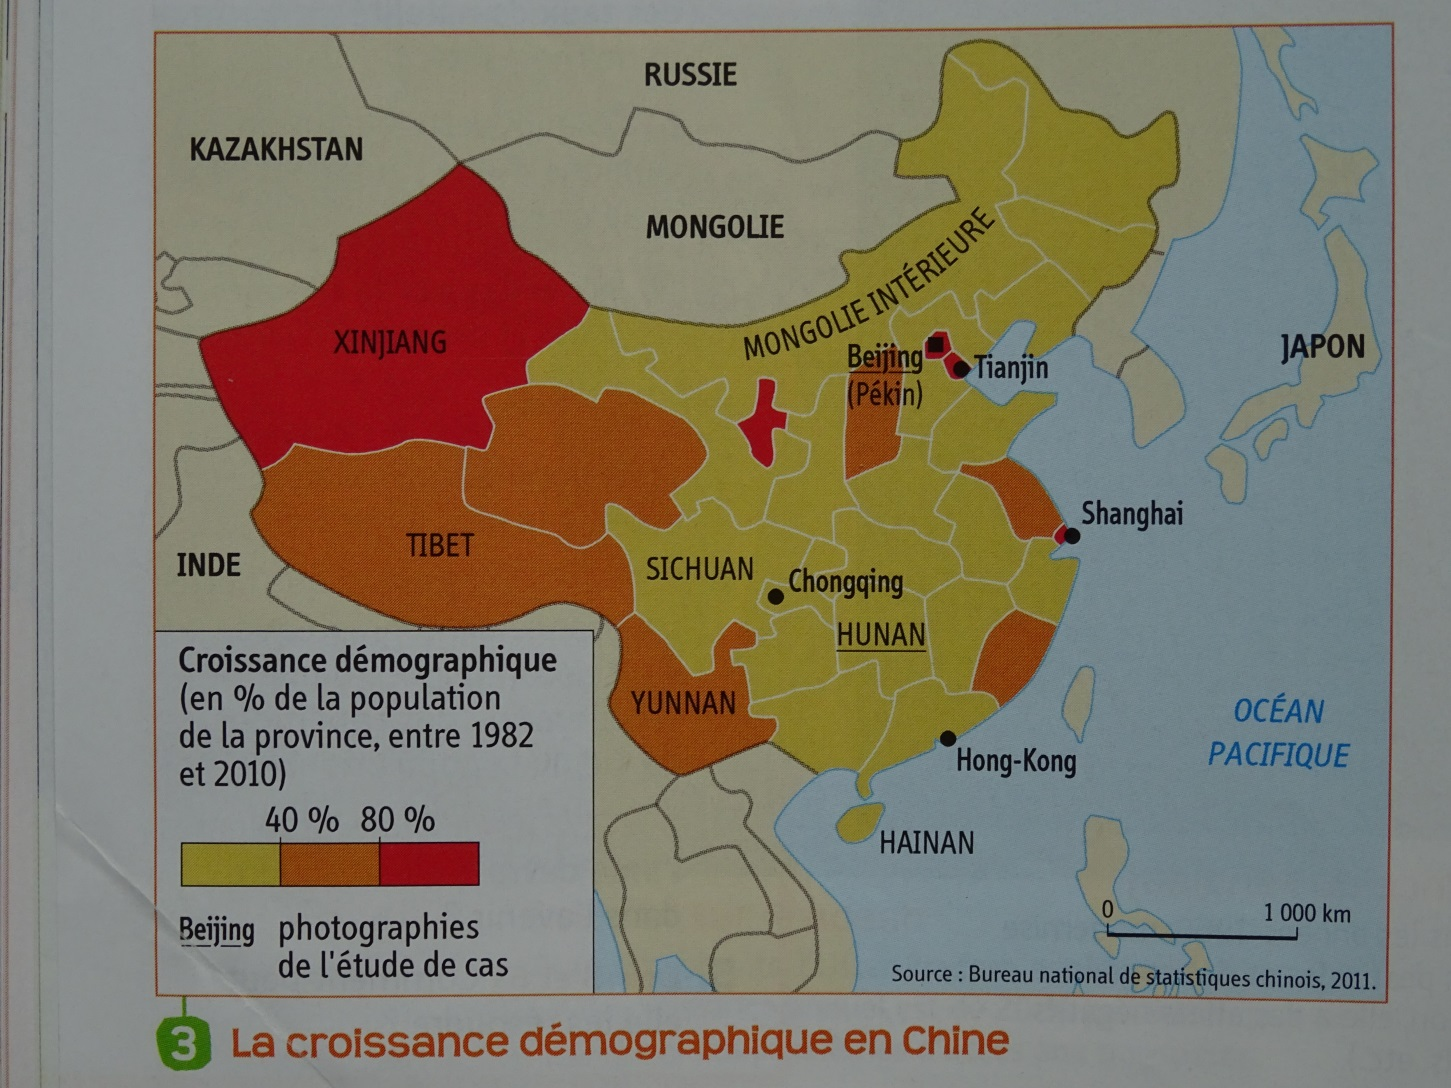 RUSSIE
KAZAKHSTAN
MONGOLIE
MONGOLIE INTÉRIEURE
XINJIANG
Beijing
(Pékin)
Tianjin
JAPON
Shanghai
INDE
TIBET
SICHUAN
Chongqing
HUNAN
YUNNAN
Hong-Kong
HAINAN
OCÉAN
PACIFIQUE
Croissance démographique
(en % de la population
de la province, entre 1982
et 2010)
40 % 80 %
Beijing photographies
de l'étude de cas
0 1 000 km
Source : Bureau national de statistiques chinois, 2011.
3 La croissance démographique en Chine